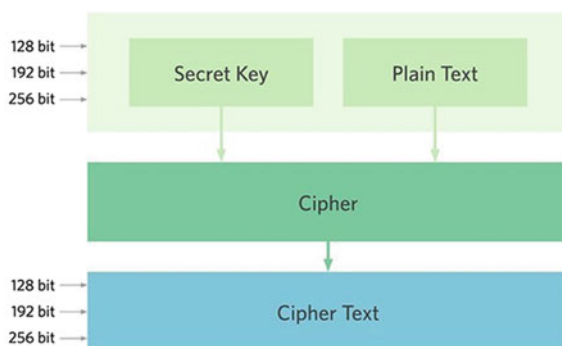 128 bit
192 bit
256 bit
Secret Key
Plain Text
Cipher
128 bit
192 bit
256 bit
Cipher Text